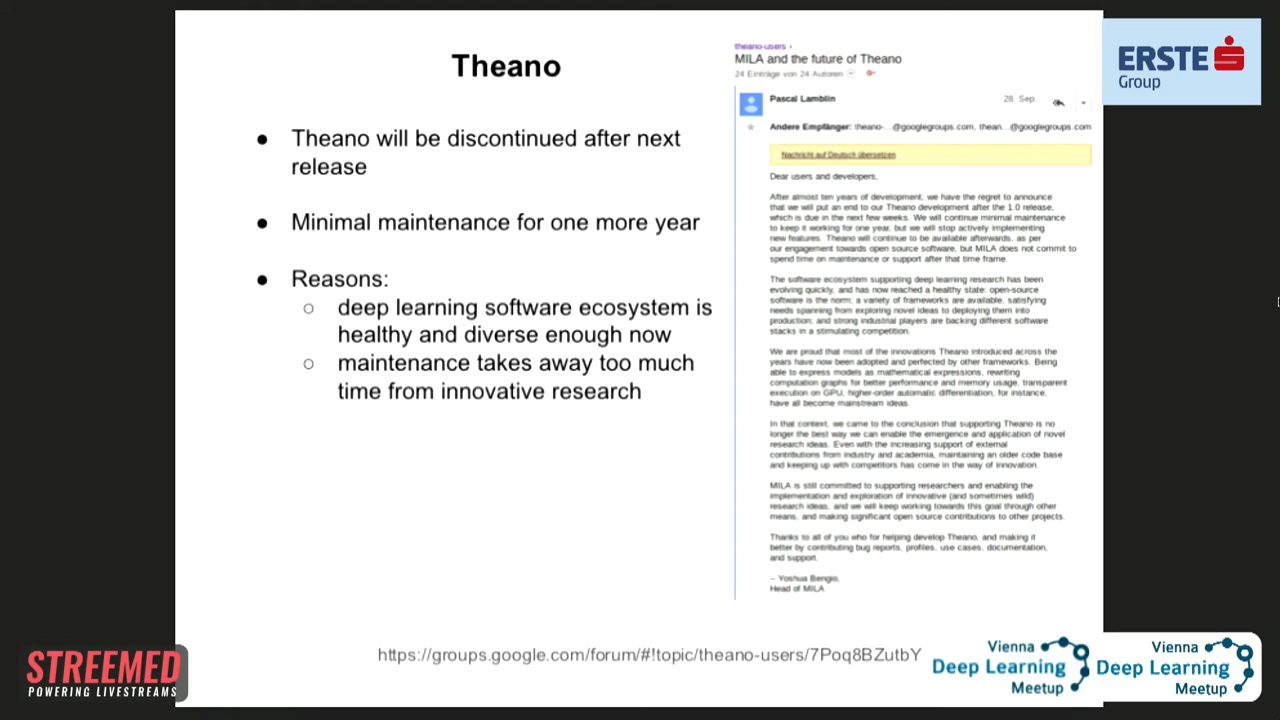 Theano
● Theano will be discontinued after next
release
● Minimal maintenance for one more year
● Reasons:
○ deep learning software ecosystem is
healthy and diverse enough now
○ maintenance takes away too much
time from innovative research
theano-users ›
MILA and the future of Theano
24 Einträge von 24 Autoren
Pascal Lamblin
28. Sep.
Andere Empfänger: theano-...@googlegroups.com, thean...@googlegroups.com
Nachricht auf Deutsch übersetzen
Dear users and developers,
After almost ten years of development, we have the regret to announce
that we will put an end to our Theano development after the 1.0 release,
which is due in the next few weeks. We will continue minimal maintenance
to keep it working for one year, but we will stop actively implementing
new features. Theano will continue to be available afterwards, as per
our engagement towards open source software, but MILA does not commit to
spend time on maintenance or support after that time frame.
The software ecosystem supporting deep learning research has been
evolving quickly, and has now reached a healthy state: open-source
software is the norm; a variety of frameworks are available, satisfying
needs spanning from exploring novel ideas to deploying them into
production; and strong industrial players are backing different software
stacks in a stimulating competition.
We are proud that most of the innovations Theano introduced across the
years have now been adopted and perfected by other frameworks. Being
able to express models as mathematical expressions, rewriting
computation graphs for better performance and memory usage, transparent
execution on GPU, higher-order automatic differentiation, for instance,
have all become mainstream ideas.
In that context, we came to the conclusion that supporting Theano is no
longer the best way we can enable the emergence and application of novel
research ideas. Even with the increasing support of external
contributions from industry and academia, maintaining an older code base
and keeping up with competitors has come in the way of innovation.
MILA is still committed to supporting researchers and enabling the
implementation and exploration of innovative (and sometimes wild)
research ideas, and we will keep working towards this goal through other
means, and making significant open source contributions to other projects.
Thanks to all of you who for helping develop Theano, and making it
better by contributing bug reports, profiles, use cases, documentation,
and support.
-- Yoshua Bengio,
Head of MILA
https://groups.google.com/forum/#!topic/theano-users/7Poq8BZutbY
ERSTE
Group
STREEMED
POWERING LIVESTREAMS
Vienna
Deep Learning
Meetup
Vienna
Deep Learning
Meetup